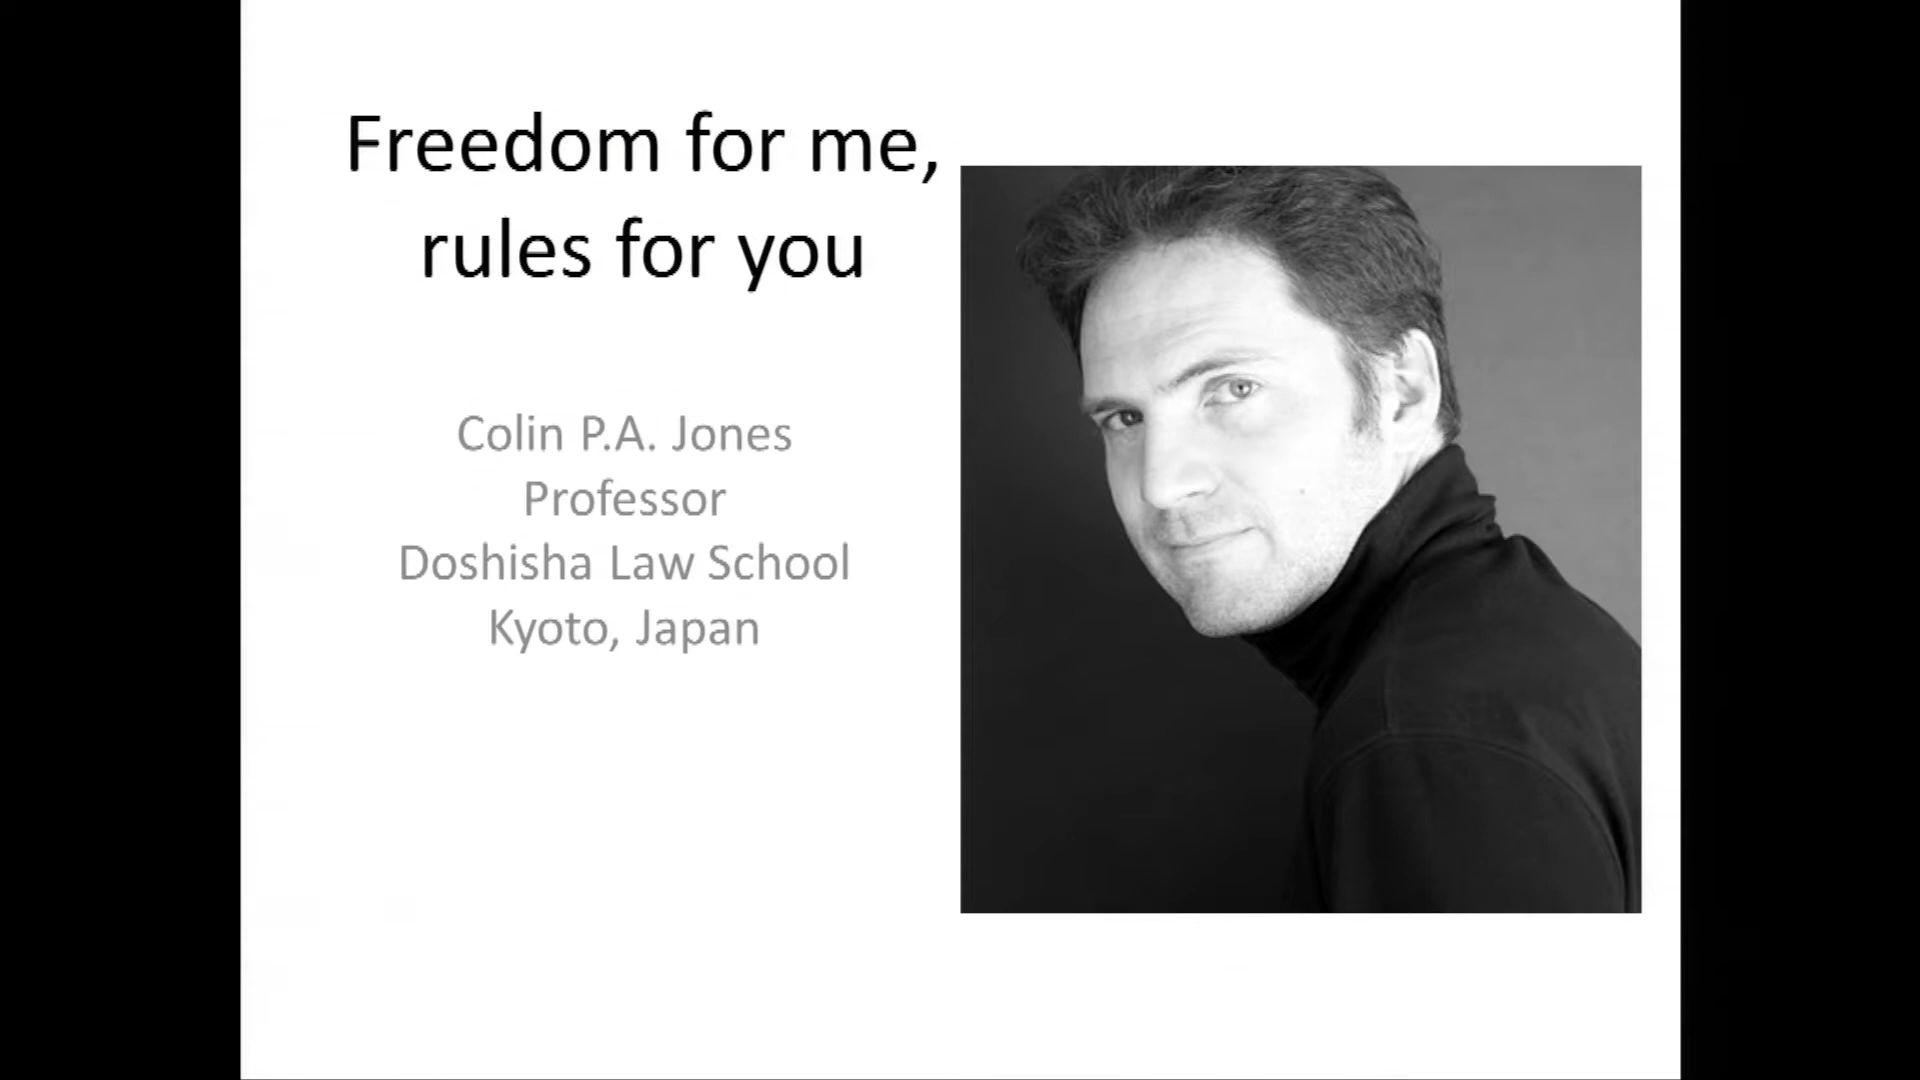 Freedom for me,
rules for you
Colin P.A. Jones
Professor
Doshisha Law School
Kyoto, Japan